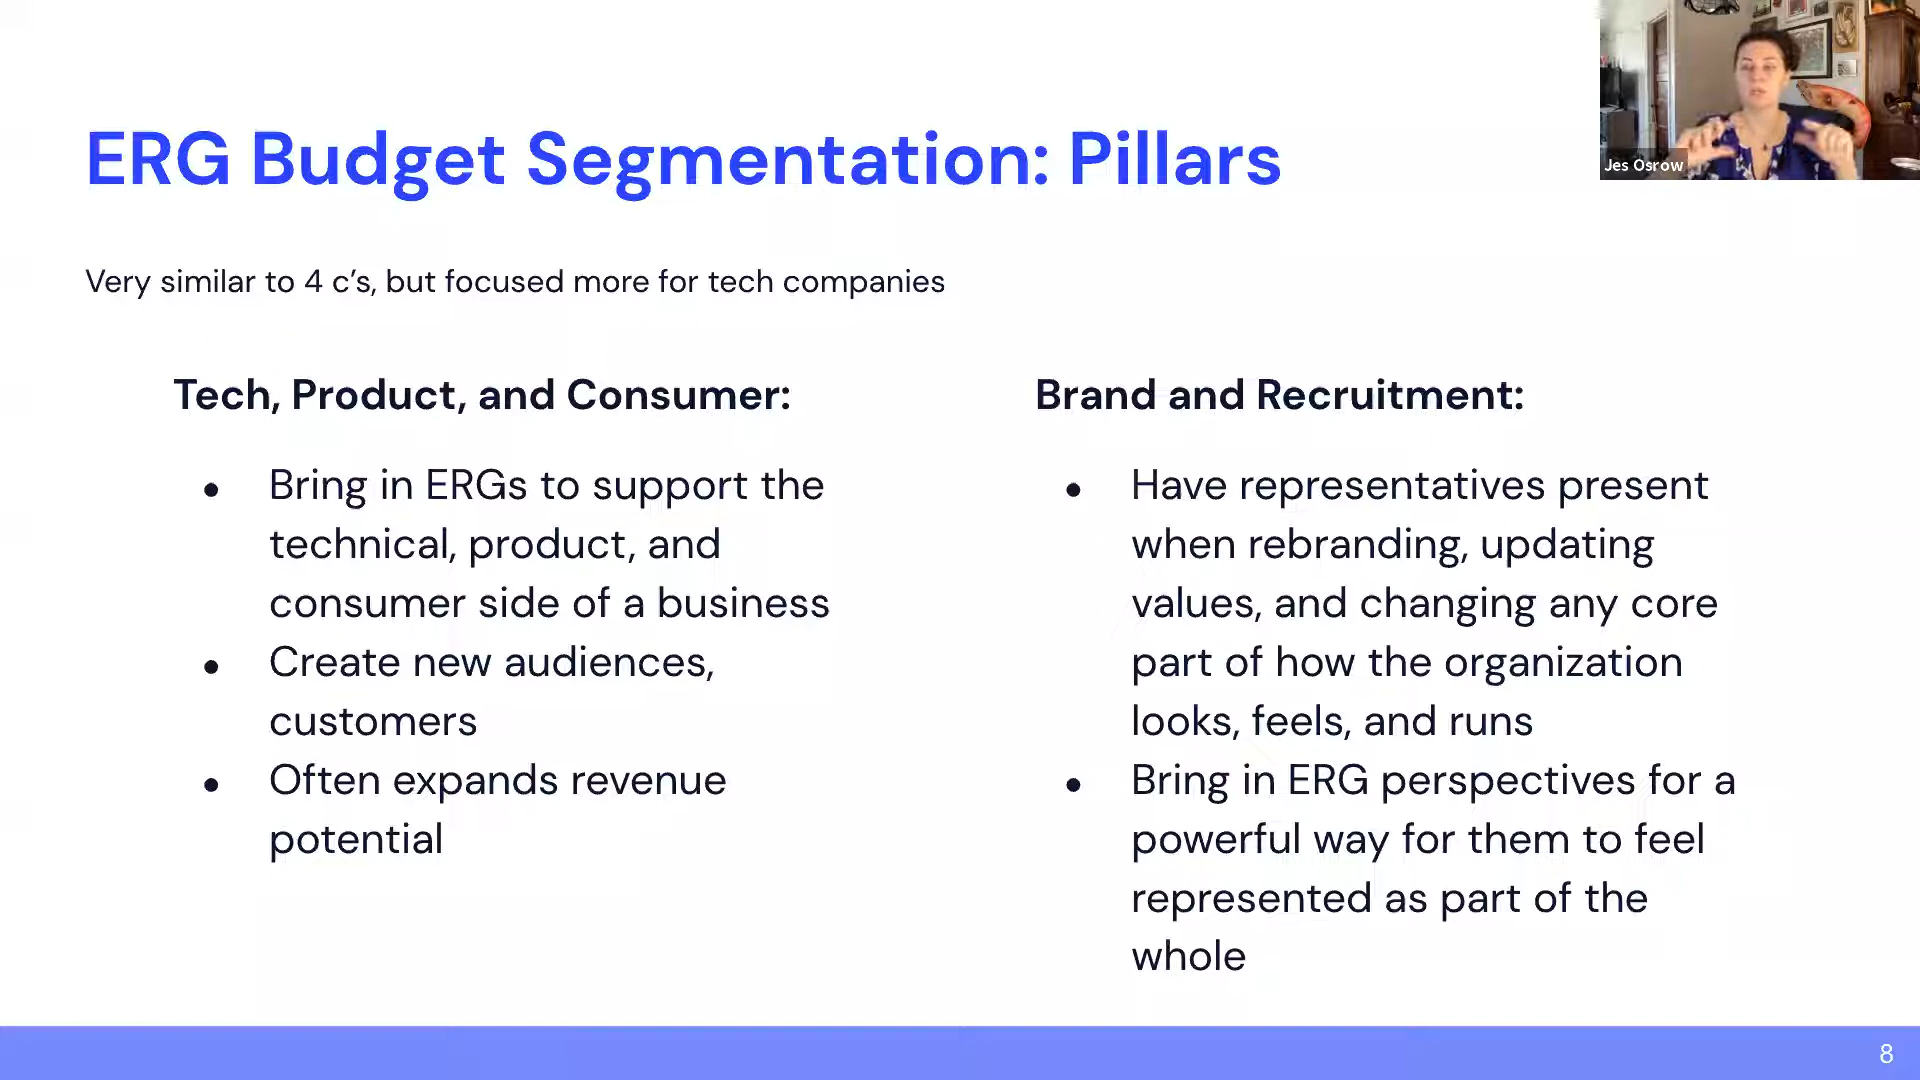 Jes Osrow
ERG Budget Segmentation: Pillars
Very similar to 4 c’s, but focused more for tech companies
Tech, Product, and Consumer:
● Bring in ERGs to support the
technical, product, and
consumer side of a business
● Create new audiences,
customers
● Often expands revenue
potential
Brand and Recruitment:
● Have representatives present
when rebranding, updating
values, and changing any core
part of how the organization
looks, feels, and runs
● Bring in ERG perspectives for a
powerful way for them to feel
represented as part of the
whole
8